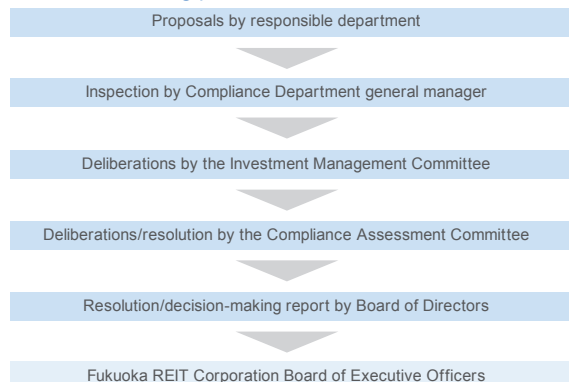 Proposals by responsible department
Inspection by Compliance Department general manager
Deliberations by the Investment Management Committee
Deliberations/resolution by the Compliance Assessment Committee
Resolution/decision-making report by Board of Directors
Fukuoka REIT Corporation Board of Executive Officers